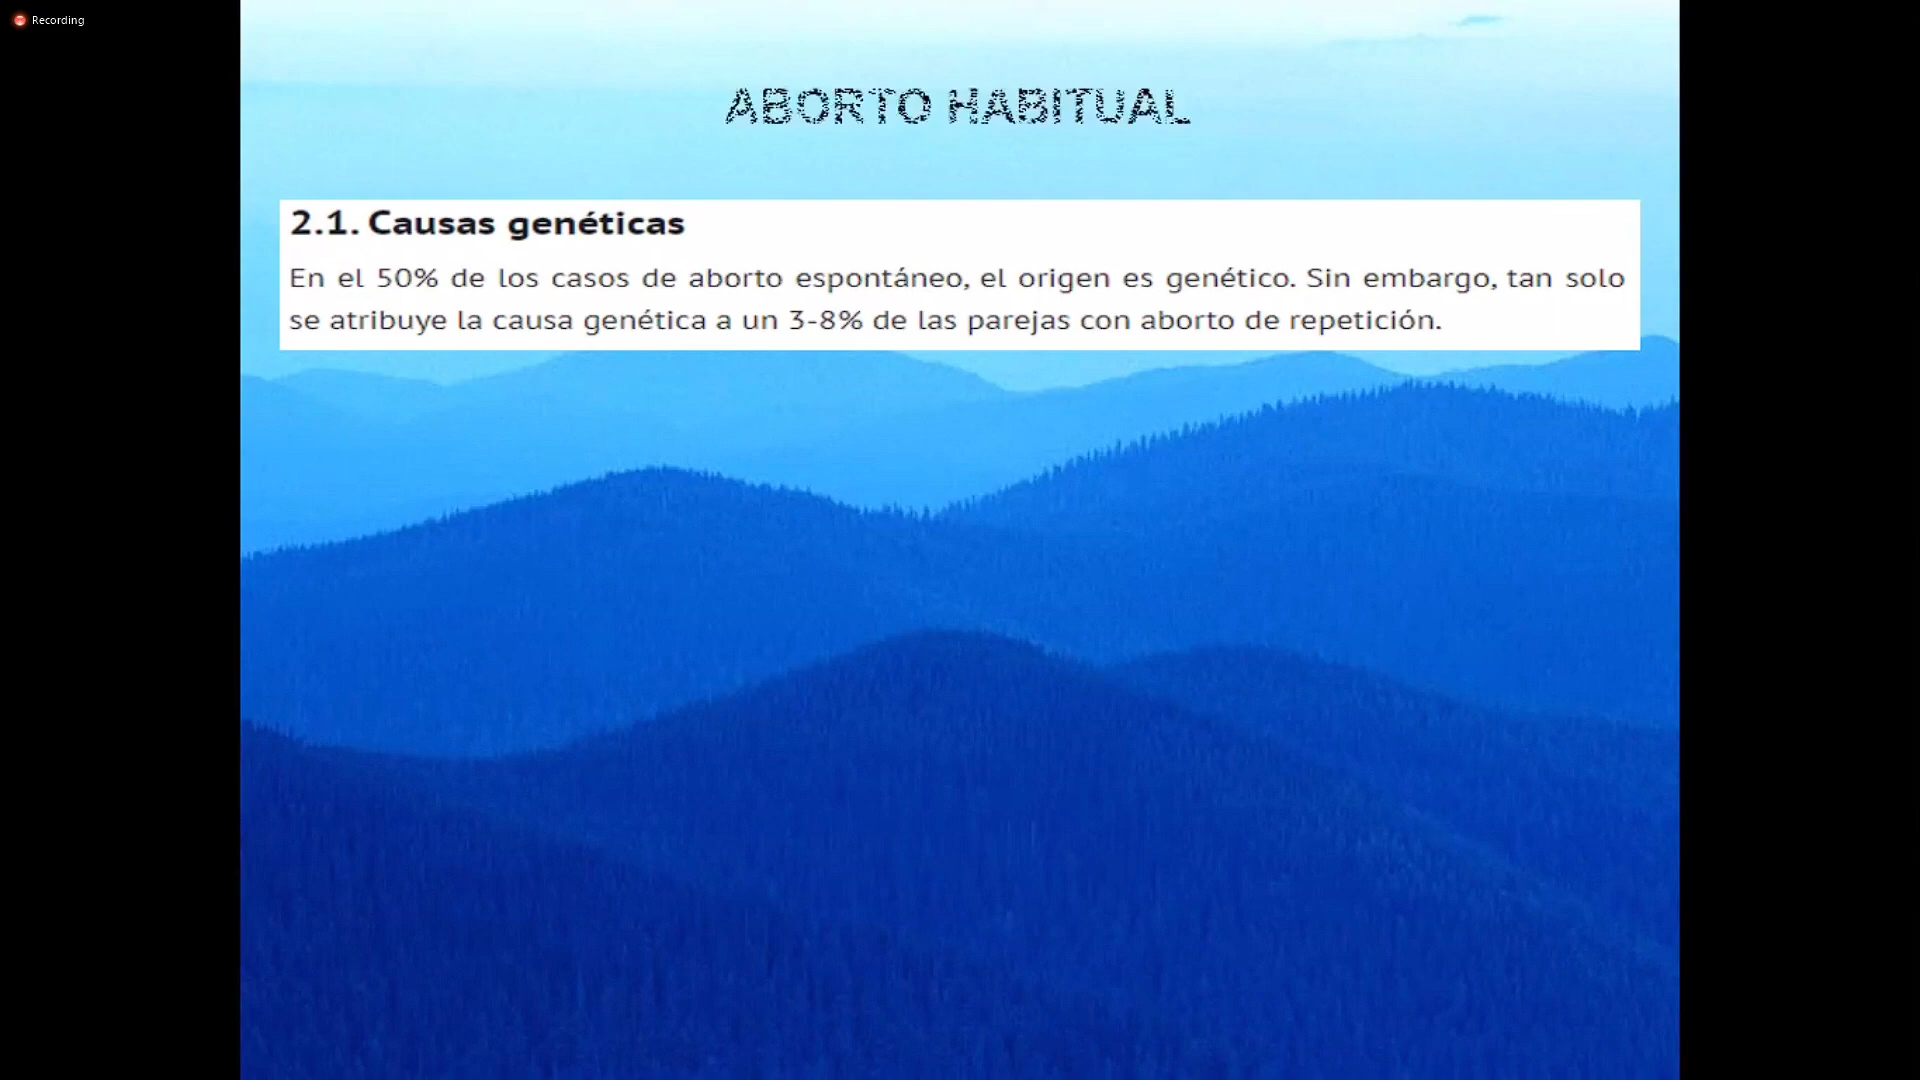 Recording
ABORTO HABITUAL
2.1. Causas genéticas
En el 50% de los casos de aborto espontáneo, el origen es genético. Sin embargo, tan solo
se atribuye la causa genética a un 3-8% de las parejas con aborto de repetición.